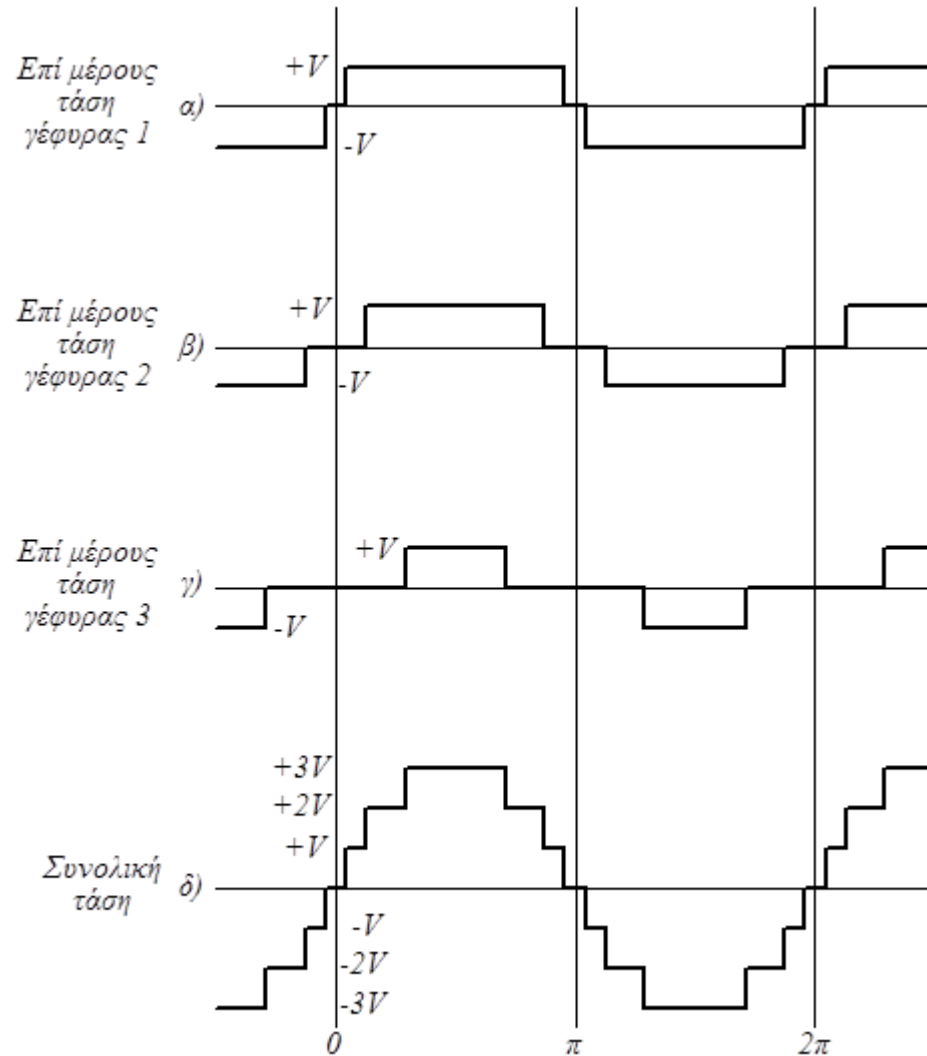 Επί μέρους
τάση
γέφυρας 1
α)
+V
-V
Επί μέρους
τάση
γέφυρας 2
β)
+V
-V
Επί μέρους
τάση
γέφυρας 3
γ)
+V
-V
Συνολική
τάση
δ)
+3V
+2V
+V
-V
-2V
-3V
0 π 2π